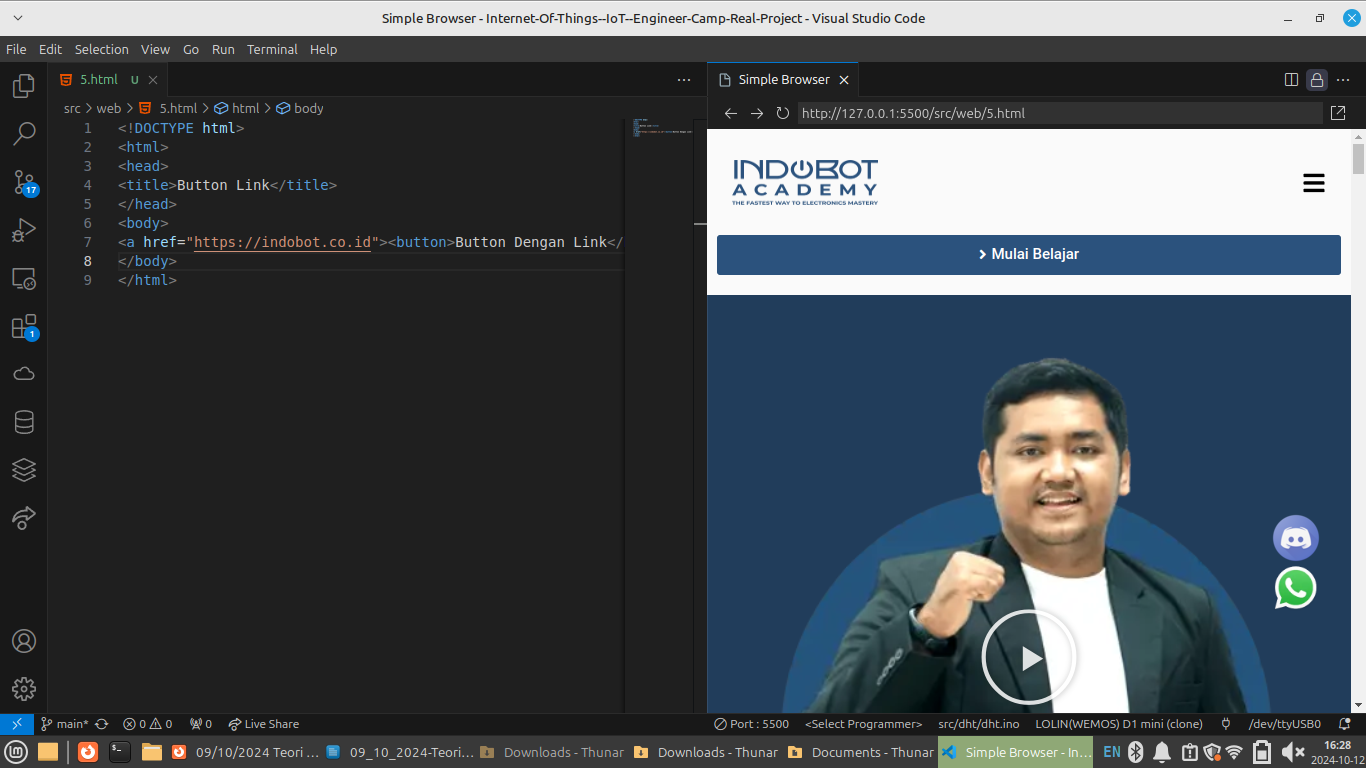 Simple Browser - Internet-Of-Things--IoT--Engineer-Camp-Real-Project - Visual Studio Code
File Edit Selection View Go Run Terminal Help
5.html U
src > web > 5.html > html > body
1 <!DOCTYPE html>
2 <html>
3 <head>
4 <title>Button Link</title>
5 </head>
6 <body>
7 <a href="https://indobot.co.id"><button>Button Dengan Link</
8 </body>
9 </html>
17
1
Simple Browser
http://127.0.0.1:5500/src/web/5.html
INDOBOT
ACADEMY
THE FASTEST WAY TO ELECTRONICS MASTERY
Mulai Belajar
main* 0 0 0 Live Share Port : 5500 <Select Programmer> src/dht/dht.ino LOLIN(WEMOS) D1 mini (clone) /dev/ttyUSB0
09/10/2024 Teori ... 09_10_2024-Teori... Downloads - Thunar Downloads - Thunar Documents - Thunar Simple Browser - In... EN 16:28
2024-10-12